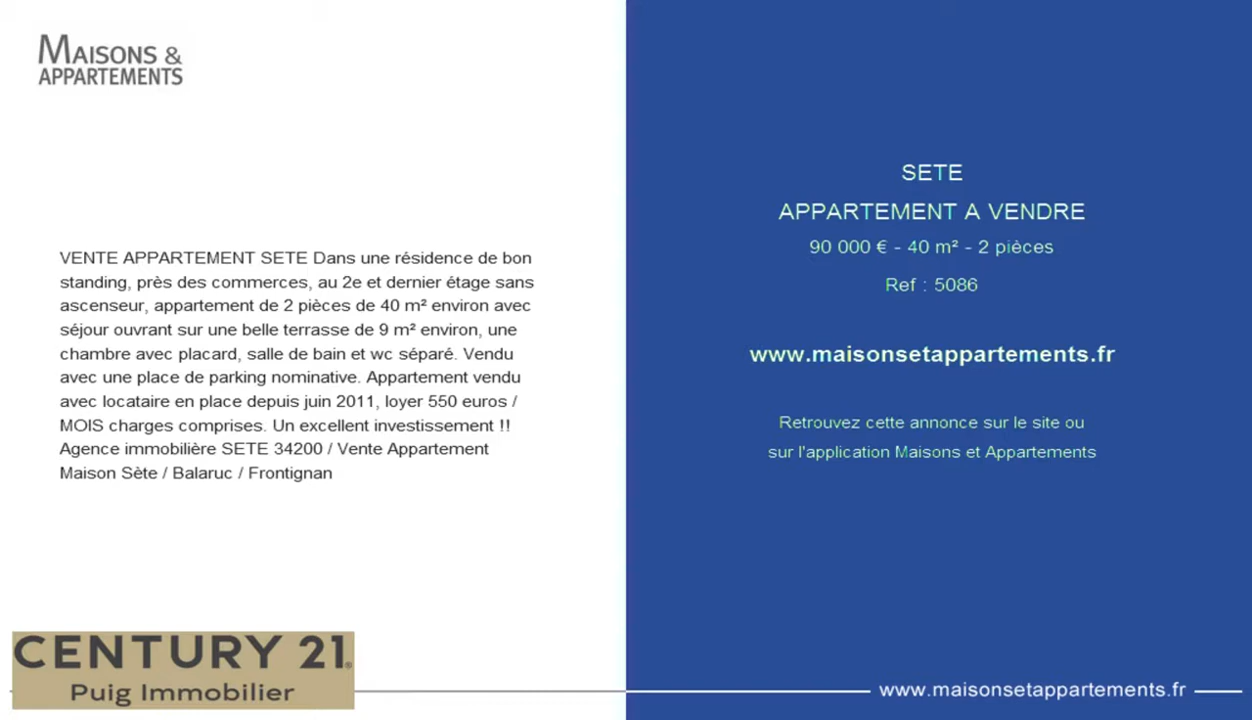 MAISONS &
APPARTEMENTS
VENTE APPARTEMENT SETE Dans une résidence de bon
standing, près des commerces, au 2e et dernier étage sans
ascenseur, appartement de 2 pièces de 40 m² environ avec
séjour ouvrant sur une belle terrasse de 9 m² environ, une
chambre avec placard, salle de bain et wc séparé. Vendu
avec une place de parking nominative. Appartement vendu
avec locataire en place depuis juin 2011, loyer 550 euros /
MOIS charges comprises. Un excellent investissement !!
Agence immobilière SETE 34200 / Vente Appartement
Maison Sète / Balaruc / Frontignan
CENTURY 21®
Puig Immobilier
SETE
APPARTEMENT A VENDRE
90 000 € - 40 m² - 2 pièces
Ref : 5086
www.maisonsetappartements.fr
Retrouvez cette annonce sur le site ou
sur l'application Maisons et Appartements
www.maisonsetappartements.fr